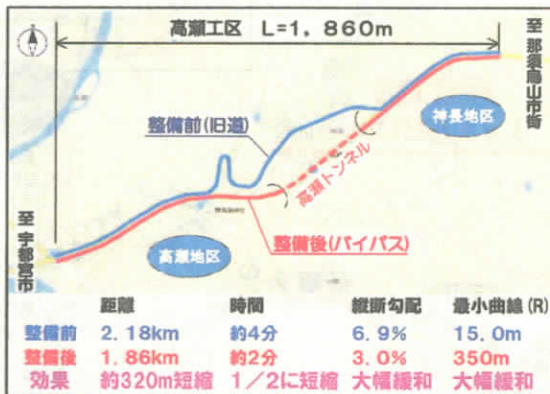 高瀬工区 L=1,860m
至 那須烏山市街
神長地区
整備前(旧道)
高瀬トンネル
整備後(バイパス)
高瀬地区
至 宇都宮市
距離 時間 縦断勾配 最小曲線(R)
整備前 2.18km 約4分 6.9% 15.0m
整備後 1.86km 約2分 3.0% 350m
効果 約320m短縮 1/2に短縮 大幅緩和 大幅緩和